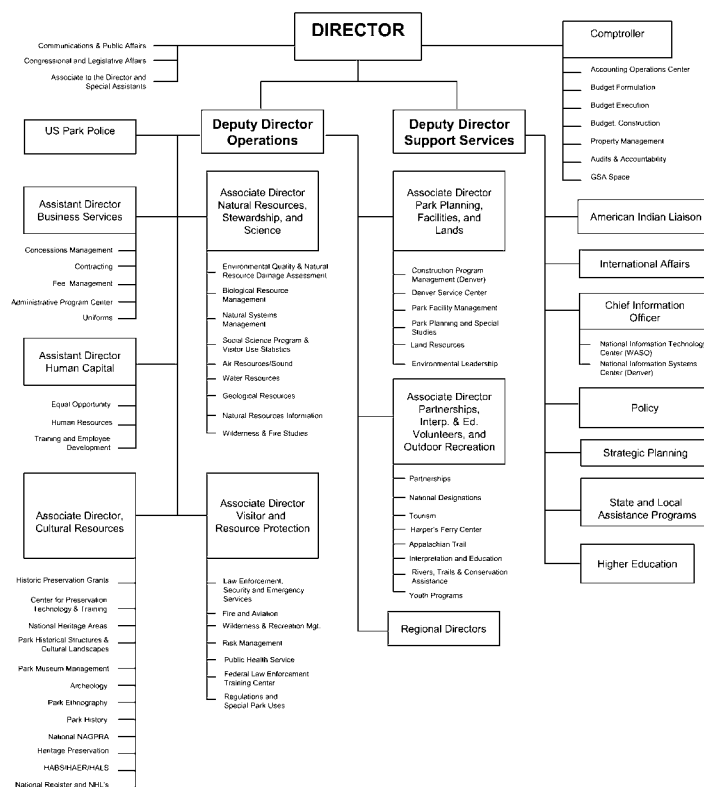 DIRECTOR
Communications & Public Affairs
Congressional and Legislative Affairs
Associate to the Director and
Special Assistants
Comptroller
Accounting Operations Center
Budget Formulation
Budget Execution
Budget, Construction
Property Management
Audits & Accountability
GSA Space
US Park Police
Deputy Director
Operations
Deputy Director
Support Services
Assistant Director
Business Services
Concessions Management
Contracting
Fee Management
Administrative Program Center
Uniforms
Associate Director
Natural Resources,
Stewardship, and
Science
Environmental Quality & Natural
Resource Damage Assessment
Biological Resource
Management
Natural Systems
Management
Social Science Program &
Visitor Use Statistics
Air Resources/Sound
Water Resources
Geological Resources
Natural Resources Information
Wilderness & Fire Studies
Associate Director
Park Planning,
Facilities, and
Lands
Construction Program
Management (Denver)
Denver Service Center
Park Facility Management
Park Planning and Special
Studies
Land Resources
Environmental Leadership
American Indian Liaison
International Affairs
Chief Information
Officer
National Information Technology
Center (WASO)
National Information Systems
Center (Denver)
Assistant Director
Human Capital
Equal Opportunity
Human Resources
Training and Employee
Development
Associate Director
Partnerships,
Interp. & Ed.
Volunteers, and
Outdoor Recreation
Partnerships
National Designations
Tourism
Harper's Ferry Center
Appalachian Trail
Interpretation and Education
Rivers, Trails & Conservation
Assistance
Youth Programs
Policy
Strategic Planning
State and Local
Assistance Programs
Higher Education
Associate Director,
Cultural Resources
Historic Preservation Grants
Center for Preservation
Technology & Training
National Heritage Areas
Park Historical Structures &
Cultural Landscapes
Park Museum Management
Archeology
Park Ethnography
Park History
National NAGPRA
Heritage Preservation
HABS/HAER/HALS
National Register and NHL's
Associate Director
Visitor and
Resource Protection
Law Enforcement,
Security and Emergency
Services
Fire and Aviation
Wilderness & Recreation Mgt.
Risk Management
Public Health Service
Federal Law Enforcement
Training Center
Regulations and
Special Park Uses
Regional Directors